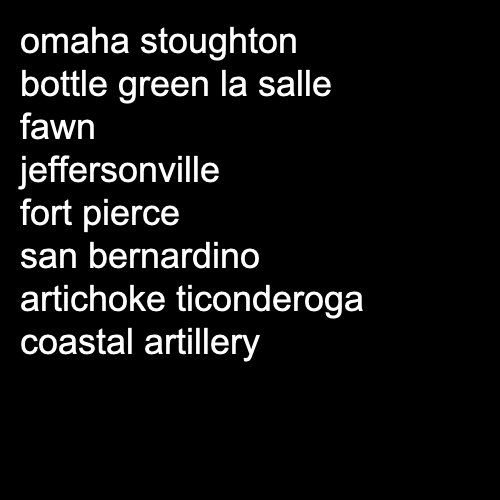 omaha stoughton
bottle green la salle
fawn
jeffersonville
fort pierce
san bernardino
artichoke ticonderoga
coastal artillery